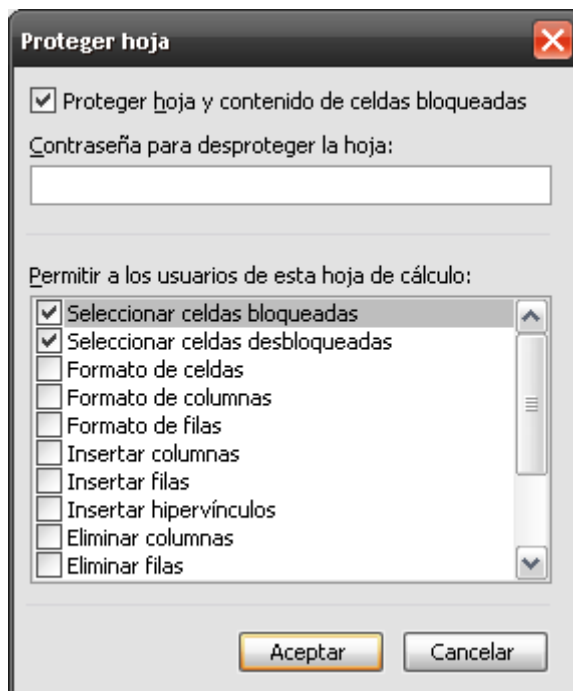 Proteger hoja
Proteger hoja y contenido de celdas bloqueadas
Contraseña para desproteger la hoja:
Permitir a los usuarios de esta hoja de cálculo:
Seleccionar celdas bloqueadas
Seleccionar celdas desbloqueadas
Formato de celdas
Formato de columnas
Formato de filas
Insertar columnas
Insertar filas
Insertar hipervínculos
Eliminar columnas
Eliminar filas
Aceptar Cancelar